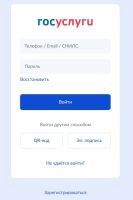 госуслуги
Телефон / Email / СНИЛС
Пароль
Восстановить
Войти
Войти другим способом
QR-код
Эл. подпись
Не удаётся войти?
Зарегистрироваться